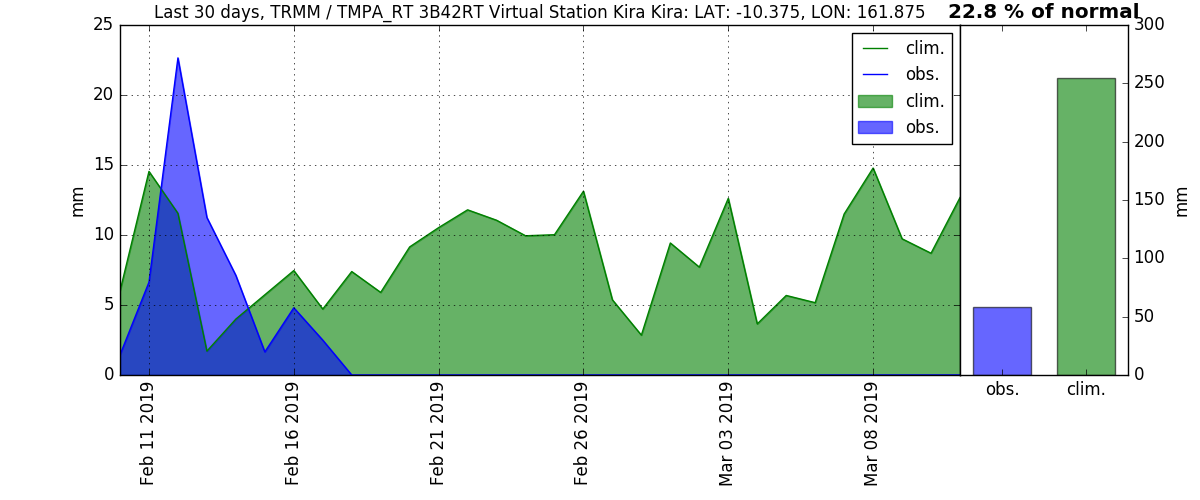 Last 30 days, TRMM / TMPA_RT 3B42RT Virtual Station Kira Kira: LAT: -10.375, LON: 161.875
22.8 % of normal
25
20
15
10
5
0
mm
clim.
obs.
clim.
obs.
300
250
200
150
100
50
0
mm
Feb 11 2019
Feb 16 2019
Feb 21 2019
Feb 26 2019
Mar 03 2019
Mar 08 2019
obs.
clim.